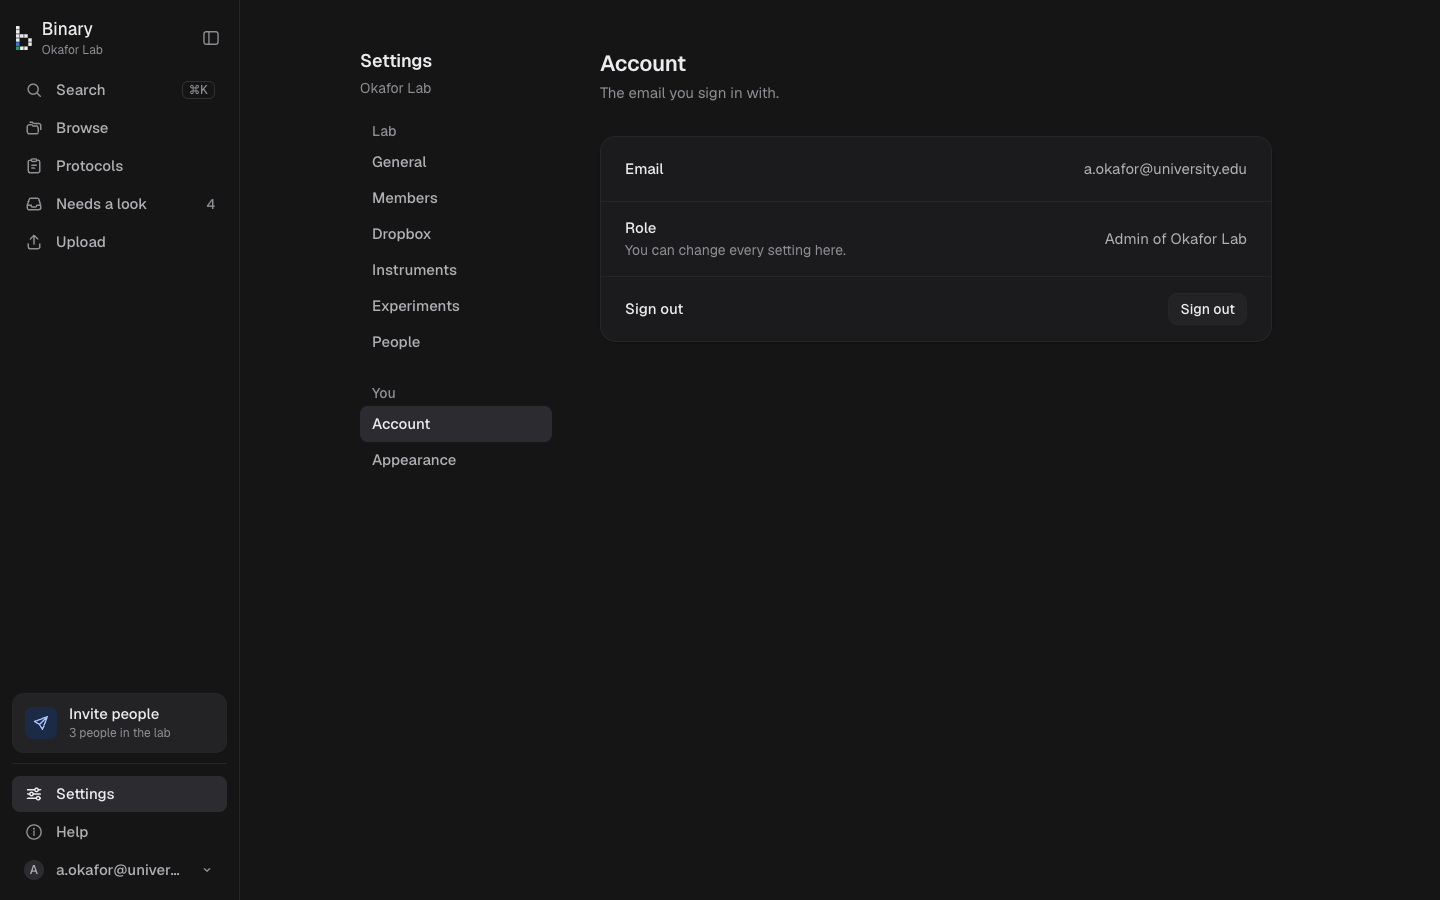 Binary
Okafor Lab
Search
⌘K
Browse
Protocols
Needs a look
4
Upload
Invite people
3 people in the lab
Settings
Help
A
a.okafor@univer...
Settings
Okafor Lab
Lab
General
Members
Dropbox
Instruments
Experiments
People
You
Account
Appearance
Account
The email you sign in with.
Email
a.okafor@university.edu
Role
You can change every setting here.
Admin of Okafor Lab
Sign out
Sign out